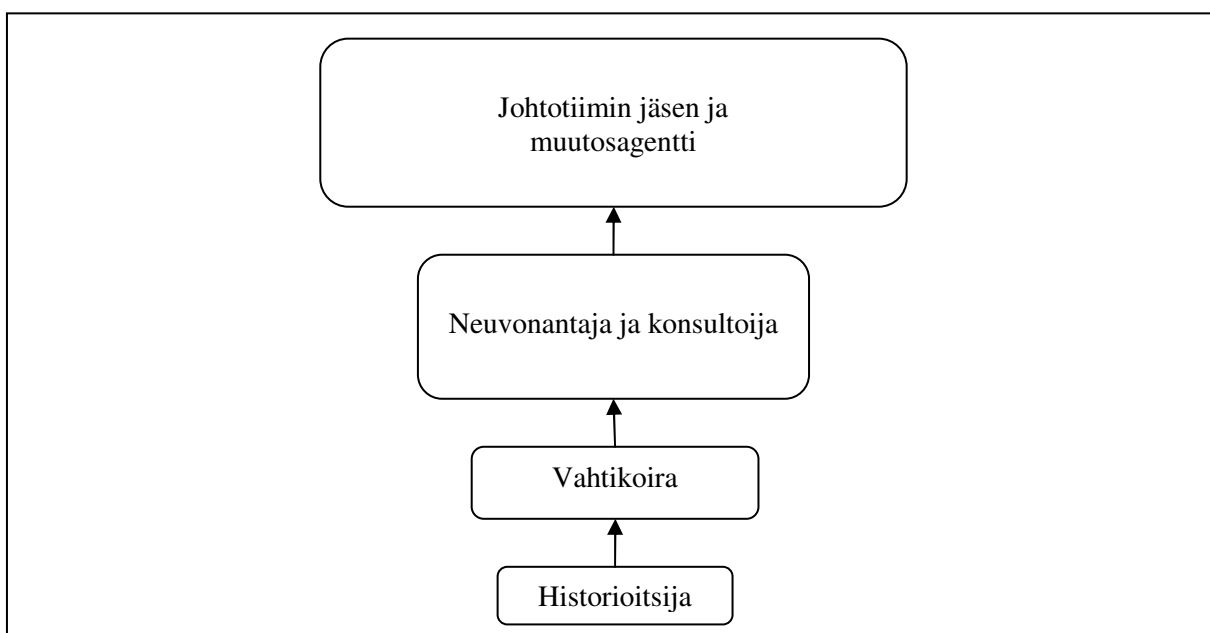 Johtotiimin jäsen ja
muutosagentti
Neuvonantaja ja konsultoija
Vahtikoira
Historioitsija